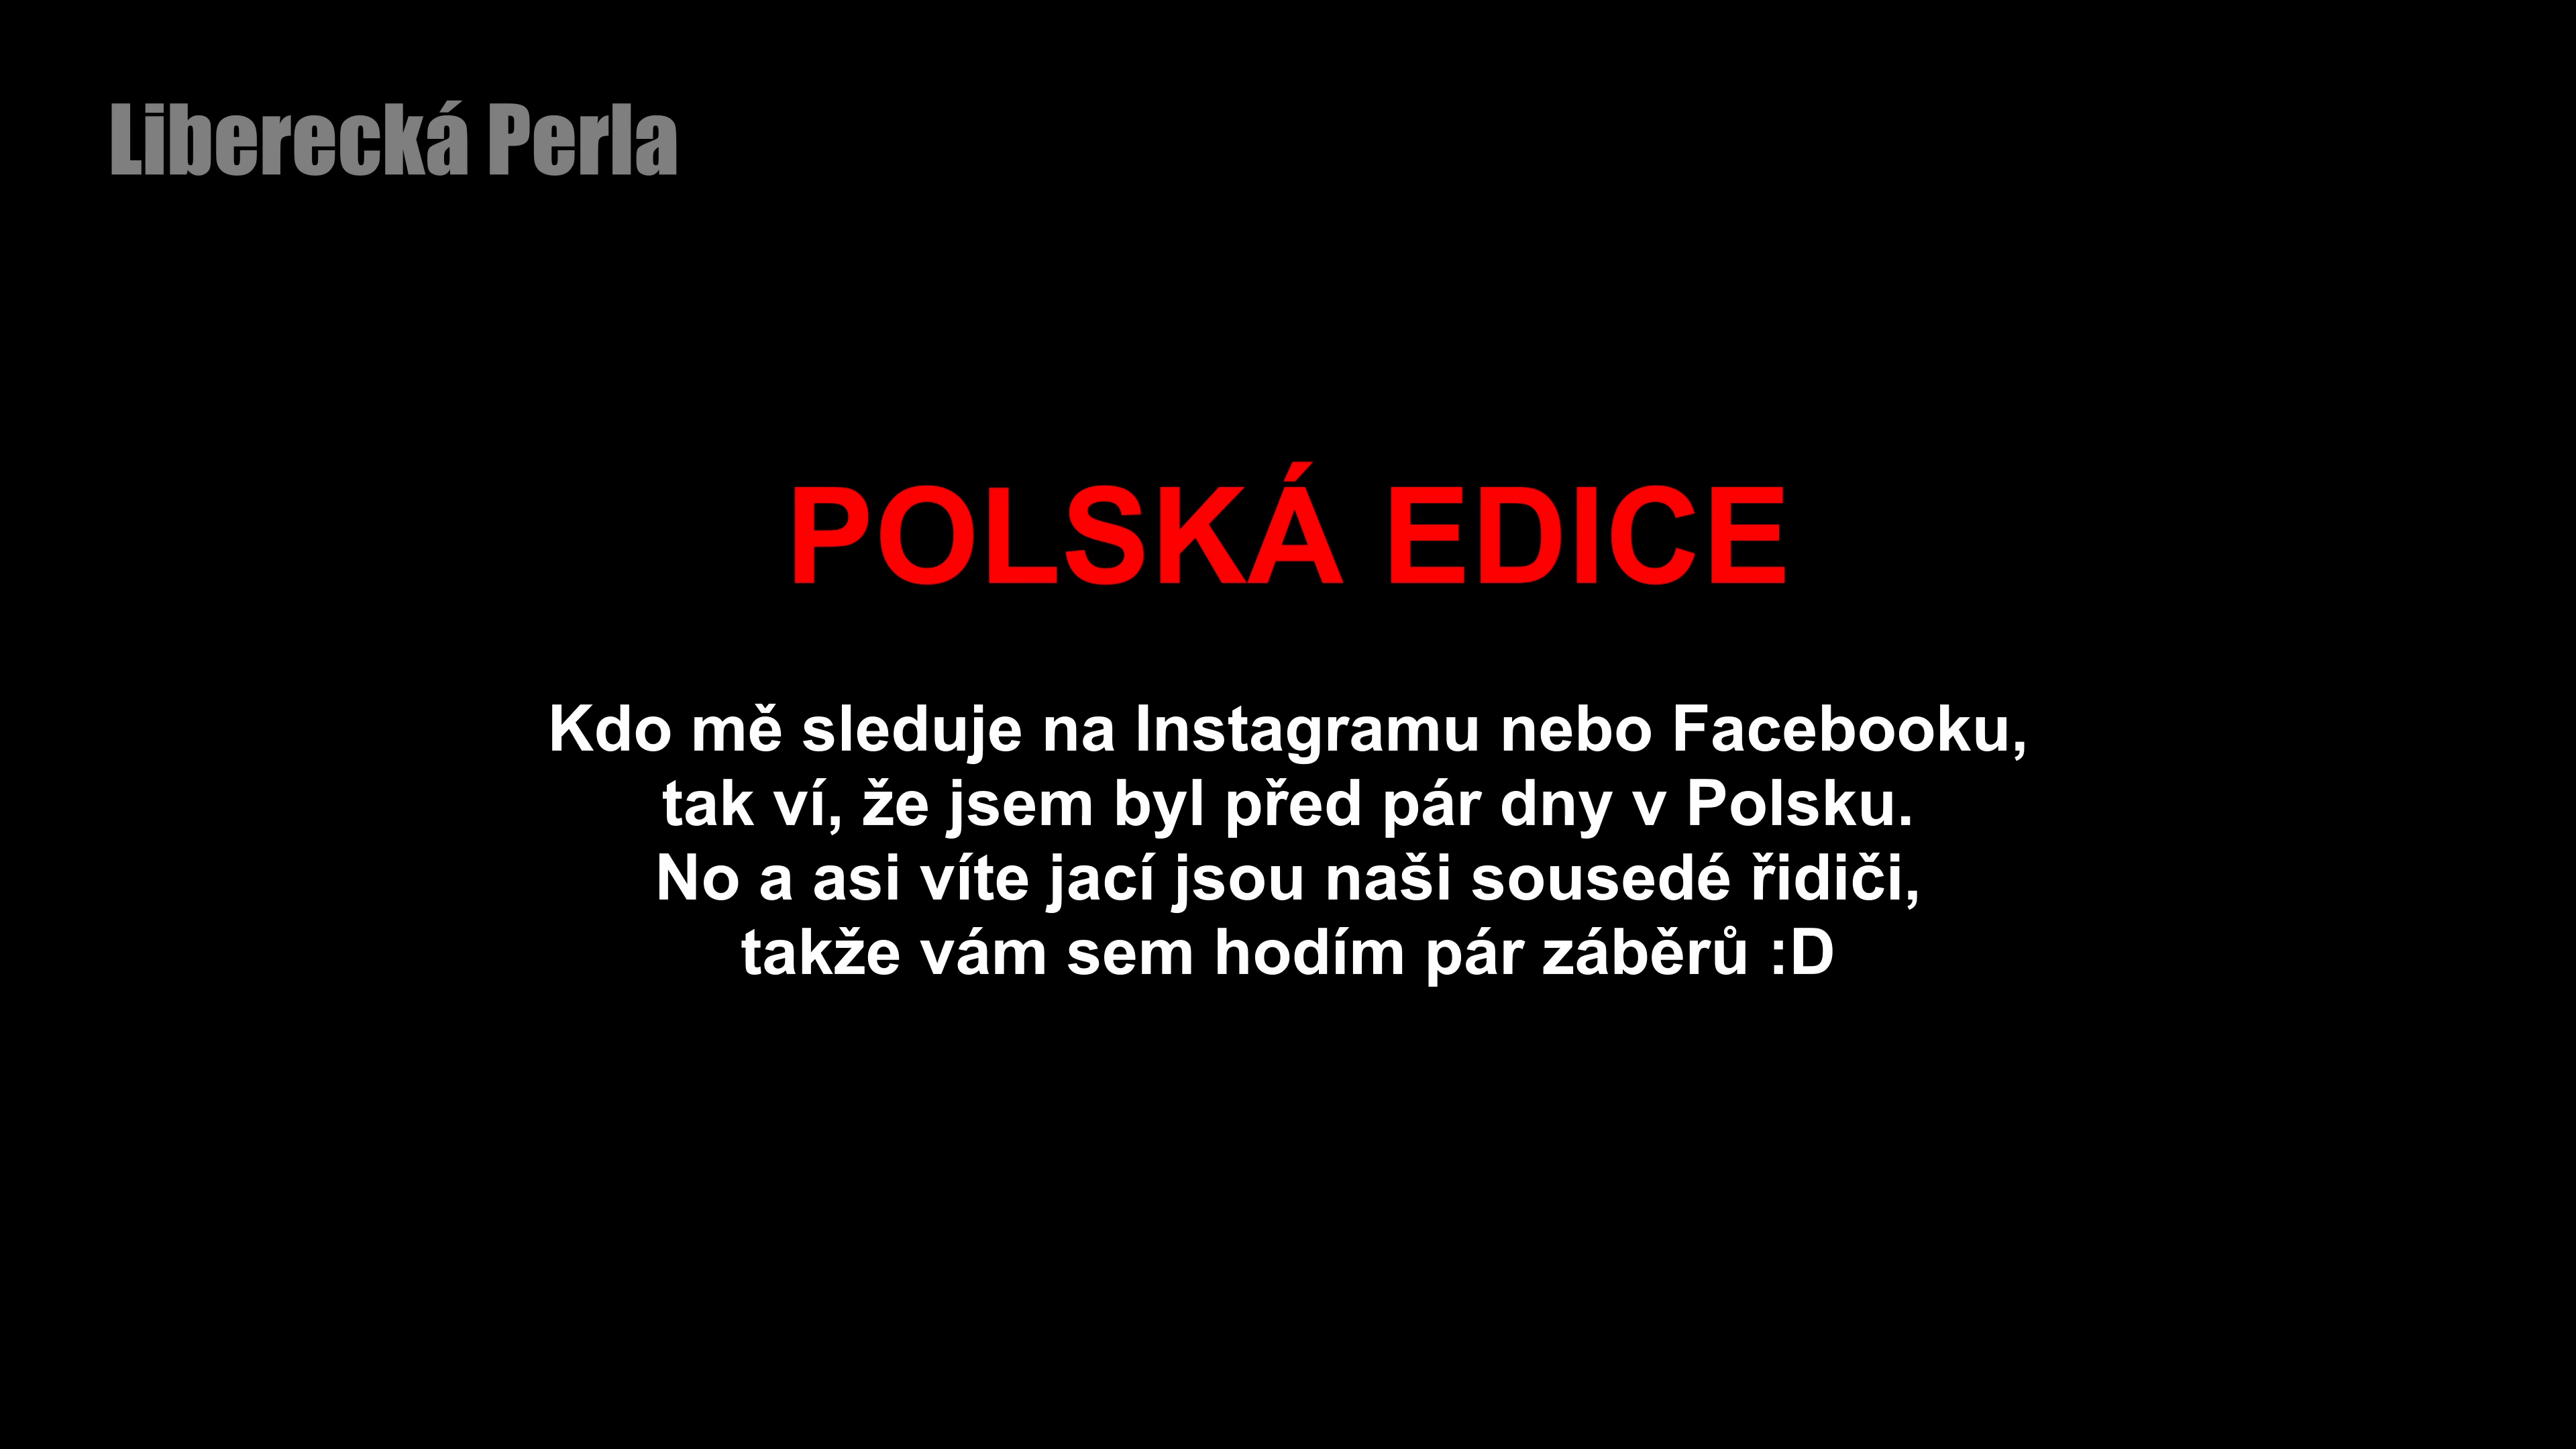 Liberecká Perla
POLSKÁ EDICE
Kdo mě sleduje na Instagramu nebo Facebooku,
tak ví, že jsem byl před pár dny v Polsku.
No a asi víte jací jsou naši sousedé řidiči,
takže vám sem hodím pár záběrů :D